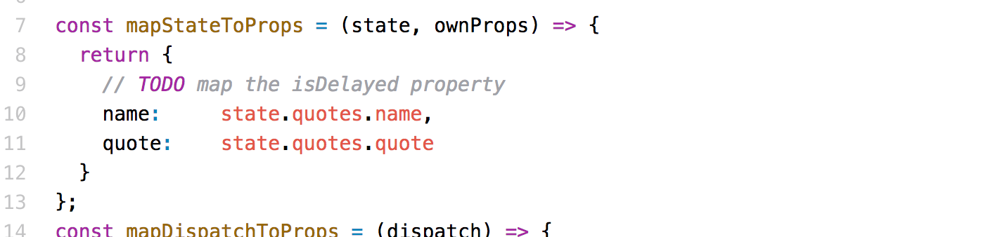 7 const mapStateToProps = (state, ownProps) => {
8 return {
9 // TODO map the isDelayed property
10 name: state.quotes.name,
11 quote: state.quotes.quote
12 }
13 };
14 const mapDispatchToProps = (dispatch) => {